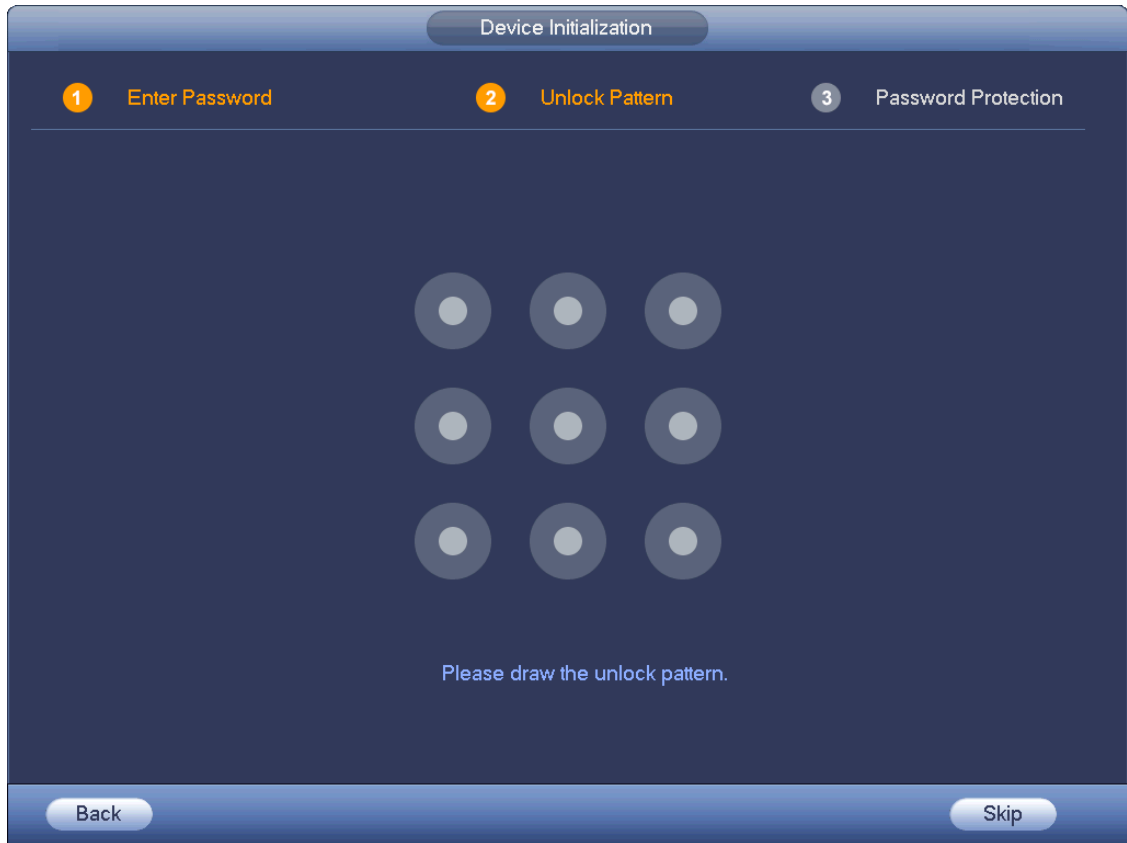 Device Initialization
1 Enter Password 2 Unlock Pattern 3 Password Protection
Please draw the unlock pattern.
Back Skip